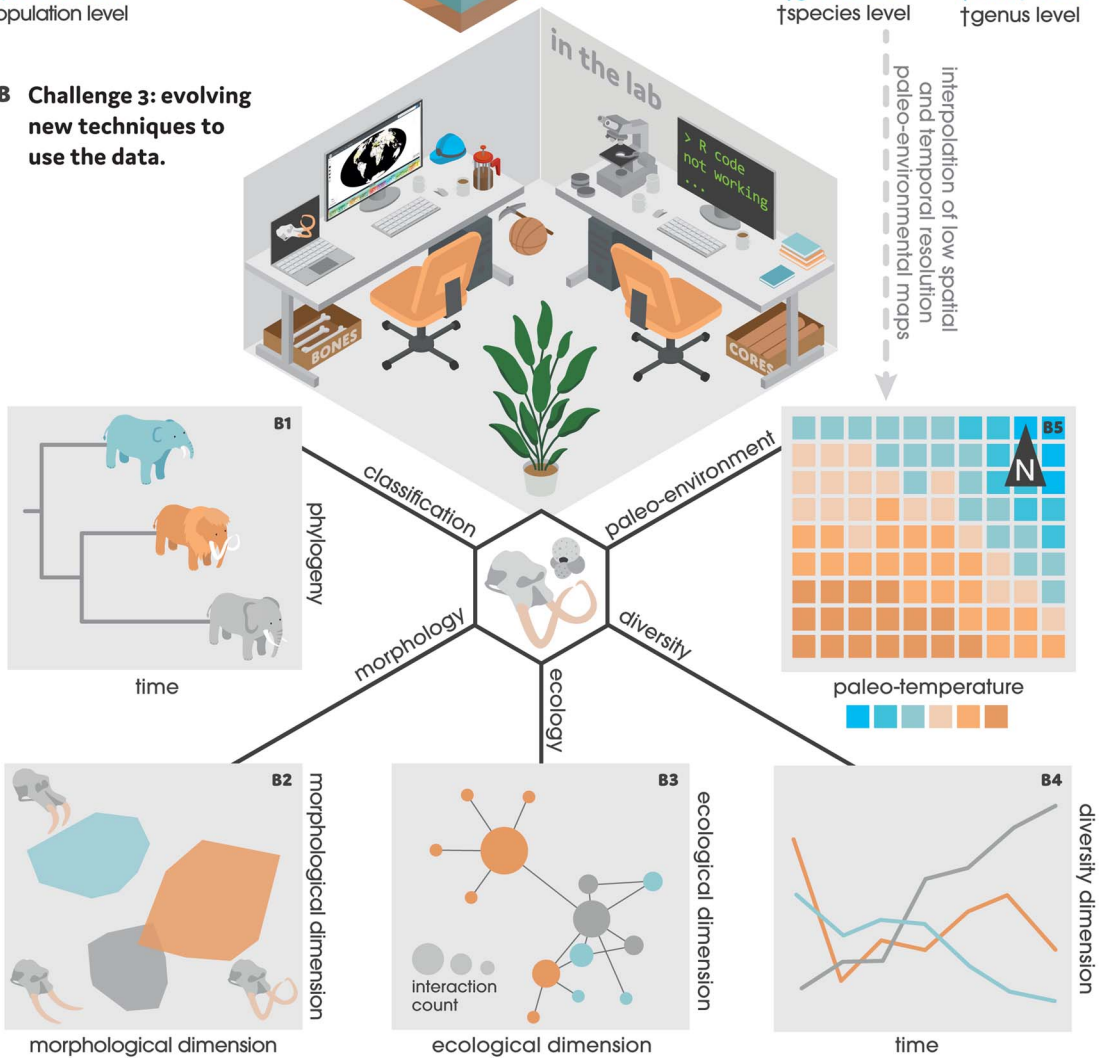 opulation level
†species level
†genus level
B Challenge 3: evolving
new techniques to
use the data.
in the lab
> R code
not working
...
BONES
CORES
interpolation of low spatial
and temporal resolution
paleo-environmental maps
B1
phylogeny
time
classification
paleo-environment
morphology
diversity
ecology
B5
N
paleo-temperature
B2
morphological dimension
morphological dimension
B3
interaction
count
ecological dimension
ecological dimension
B4
diversity dimension
time